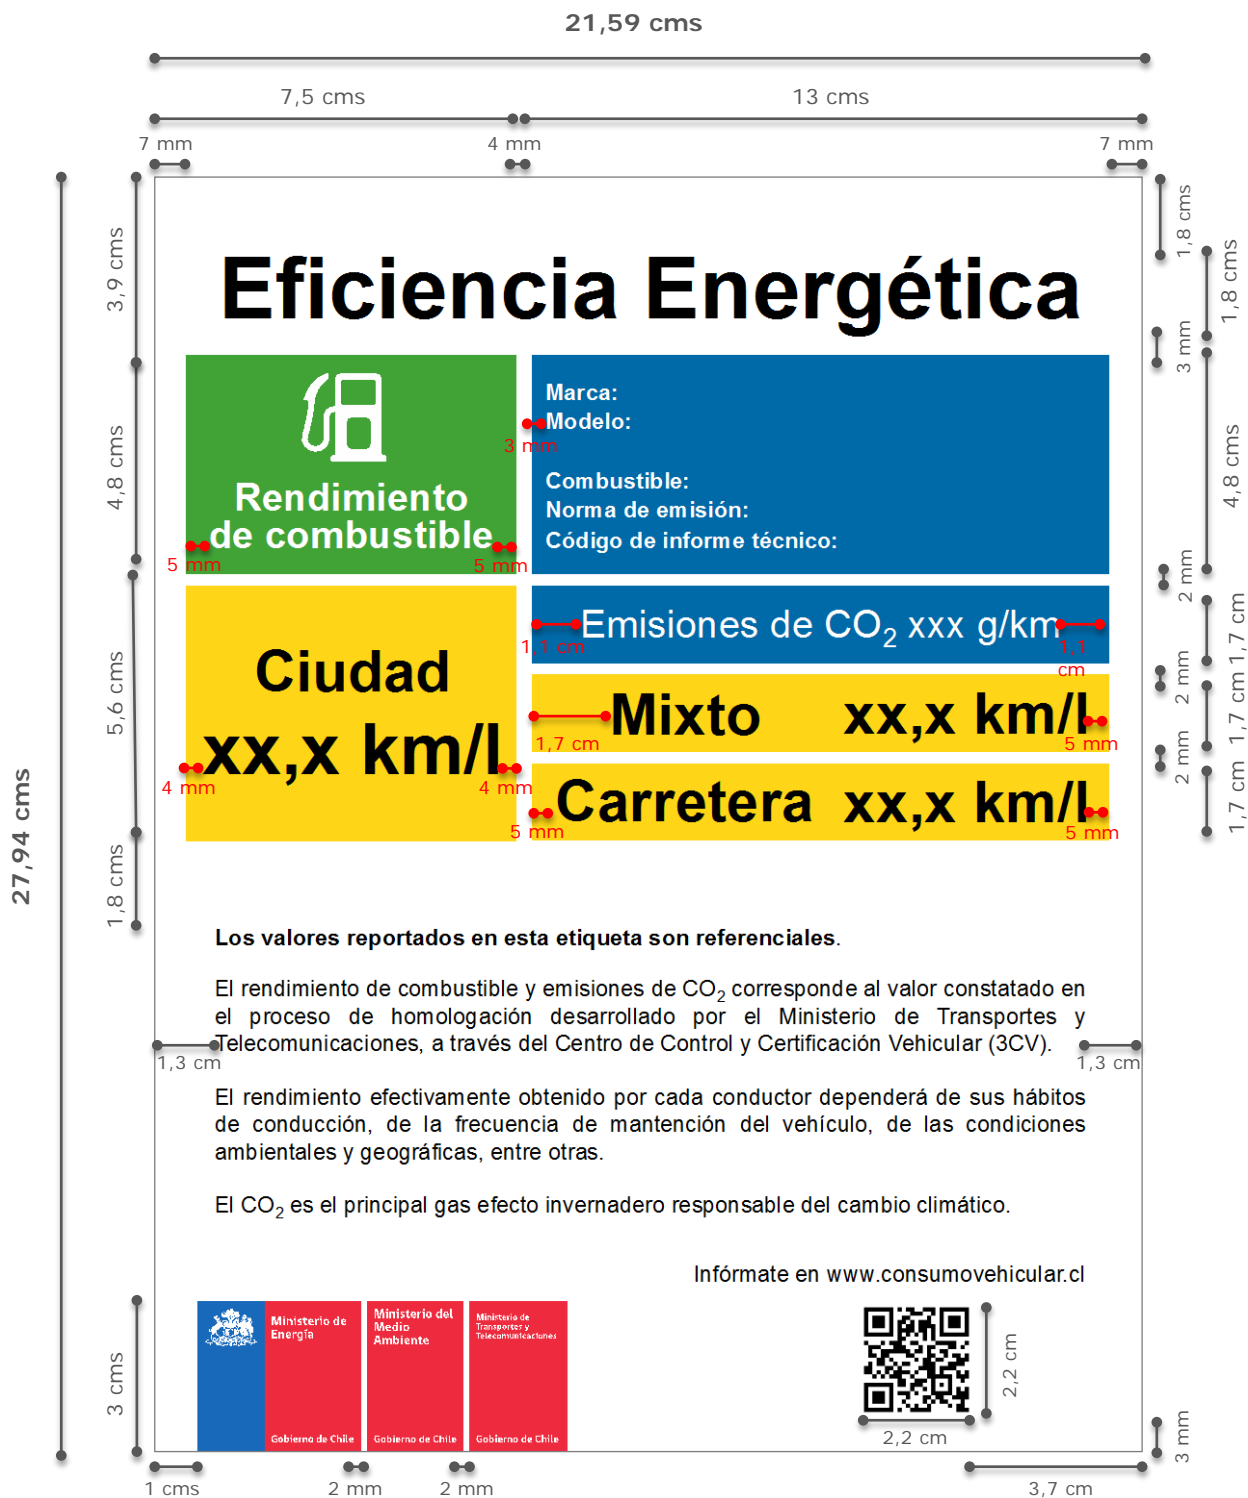 21,59 cms
7,5 cms
13 cms
7 mm
4 mm
7 mm
3,9 cms
1,8 cms
1,8 cms
Eficiencia Energética
3 mm
Rendimiento
de combustible
5 mm
5 mm
4,8 cms
3 mm
Marca:
Modelo:
Combustible:
Norma de emisión:
Código de informe técnico:
4,8 cms
2 mm
Emisiones de CO2 xxx g/km
1,1 cm
1,1
cm
1,7 cm
Ciudad
xx,x km/l
4 mm
4 mm
5,6 cms
2 mm
Mixto xx,x km/l
1,7 cm
5 mm
1,7 cm
2 mm
Carretera xx,x km/l
5 mm
5 mm
1,7 cm
27,94 cms
1,8 cms
Los valores reportados en esta etiqueta son referenciales.
El rendimiento de combustible y emisiones de CO2 corresponde al valor constatado en
el proceso de homologación desarrollado por el Ministerio de Transportes y
Telecomunicaciones, a través del Centro de Control y Certificación Vehicular (3CV).
1,3 cm
1,3 cm
El rendimiento efectivamente obtenido por cada conductor dependerá de sus hábitos
de conducción, de la frecuencia de mantención del vehículo, de las condiciones
ambientales y geográficas, entre otras.
El CO2 es el principal gas efecto invernadero responsable del cambio climático.
Infórmate en www.consumovehicular.cl
3 cms
Ministerio de
Energía
Gobierno de Chile
Ministerio del
Medio
Ambiente
Gobierno de Chile
Ministerio de
Transportes y
Telecomunicaciones
Gobierno de Chile
2,2 cm
2,2 cm
3 mm
1 cms
2 mm
2 mm
3,7 cm